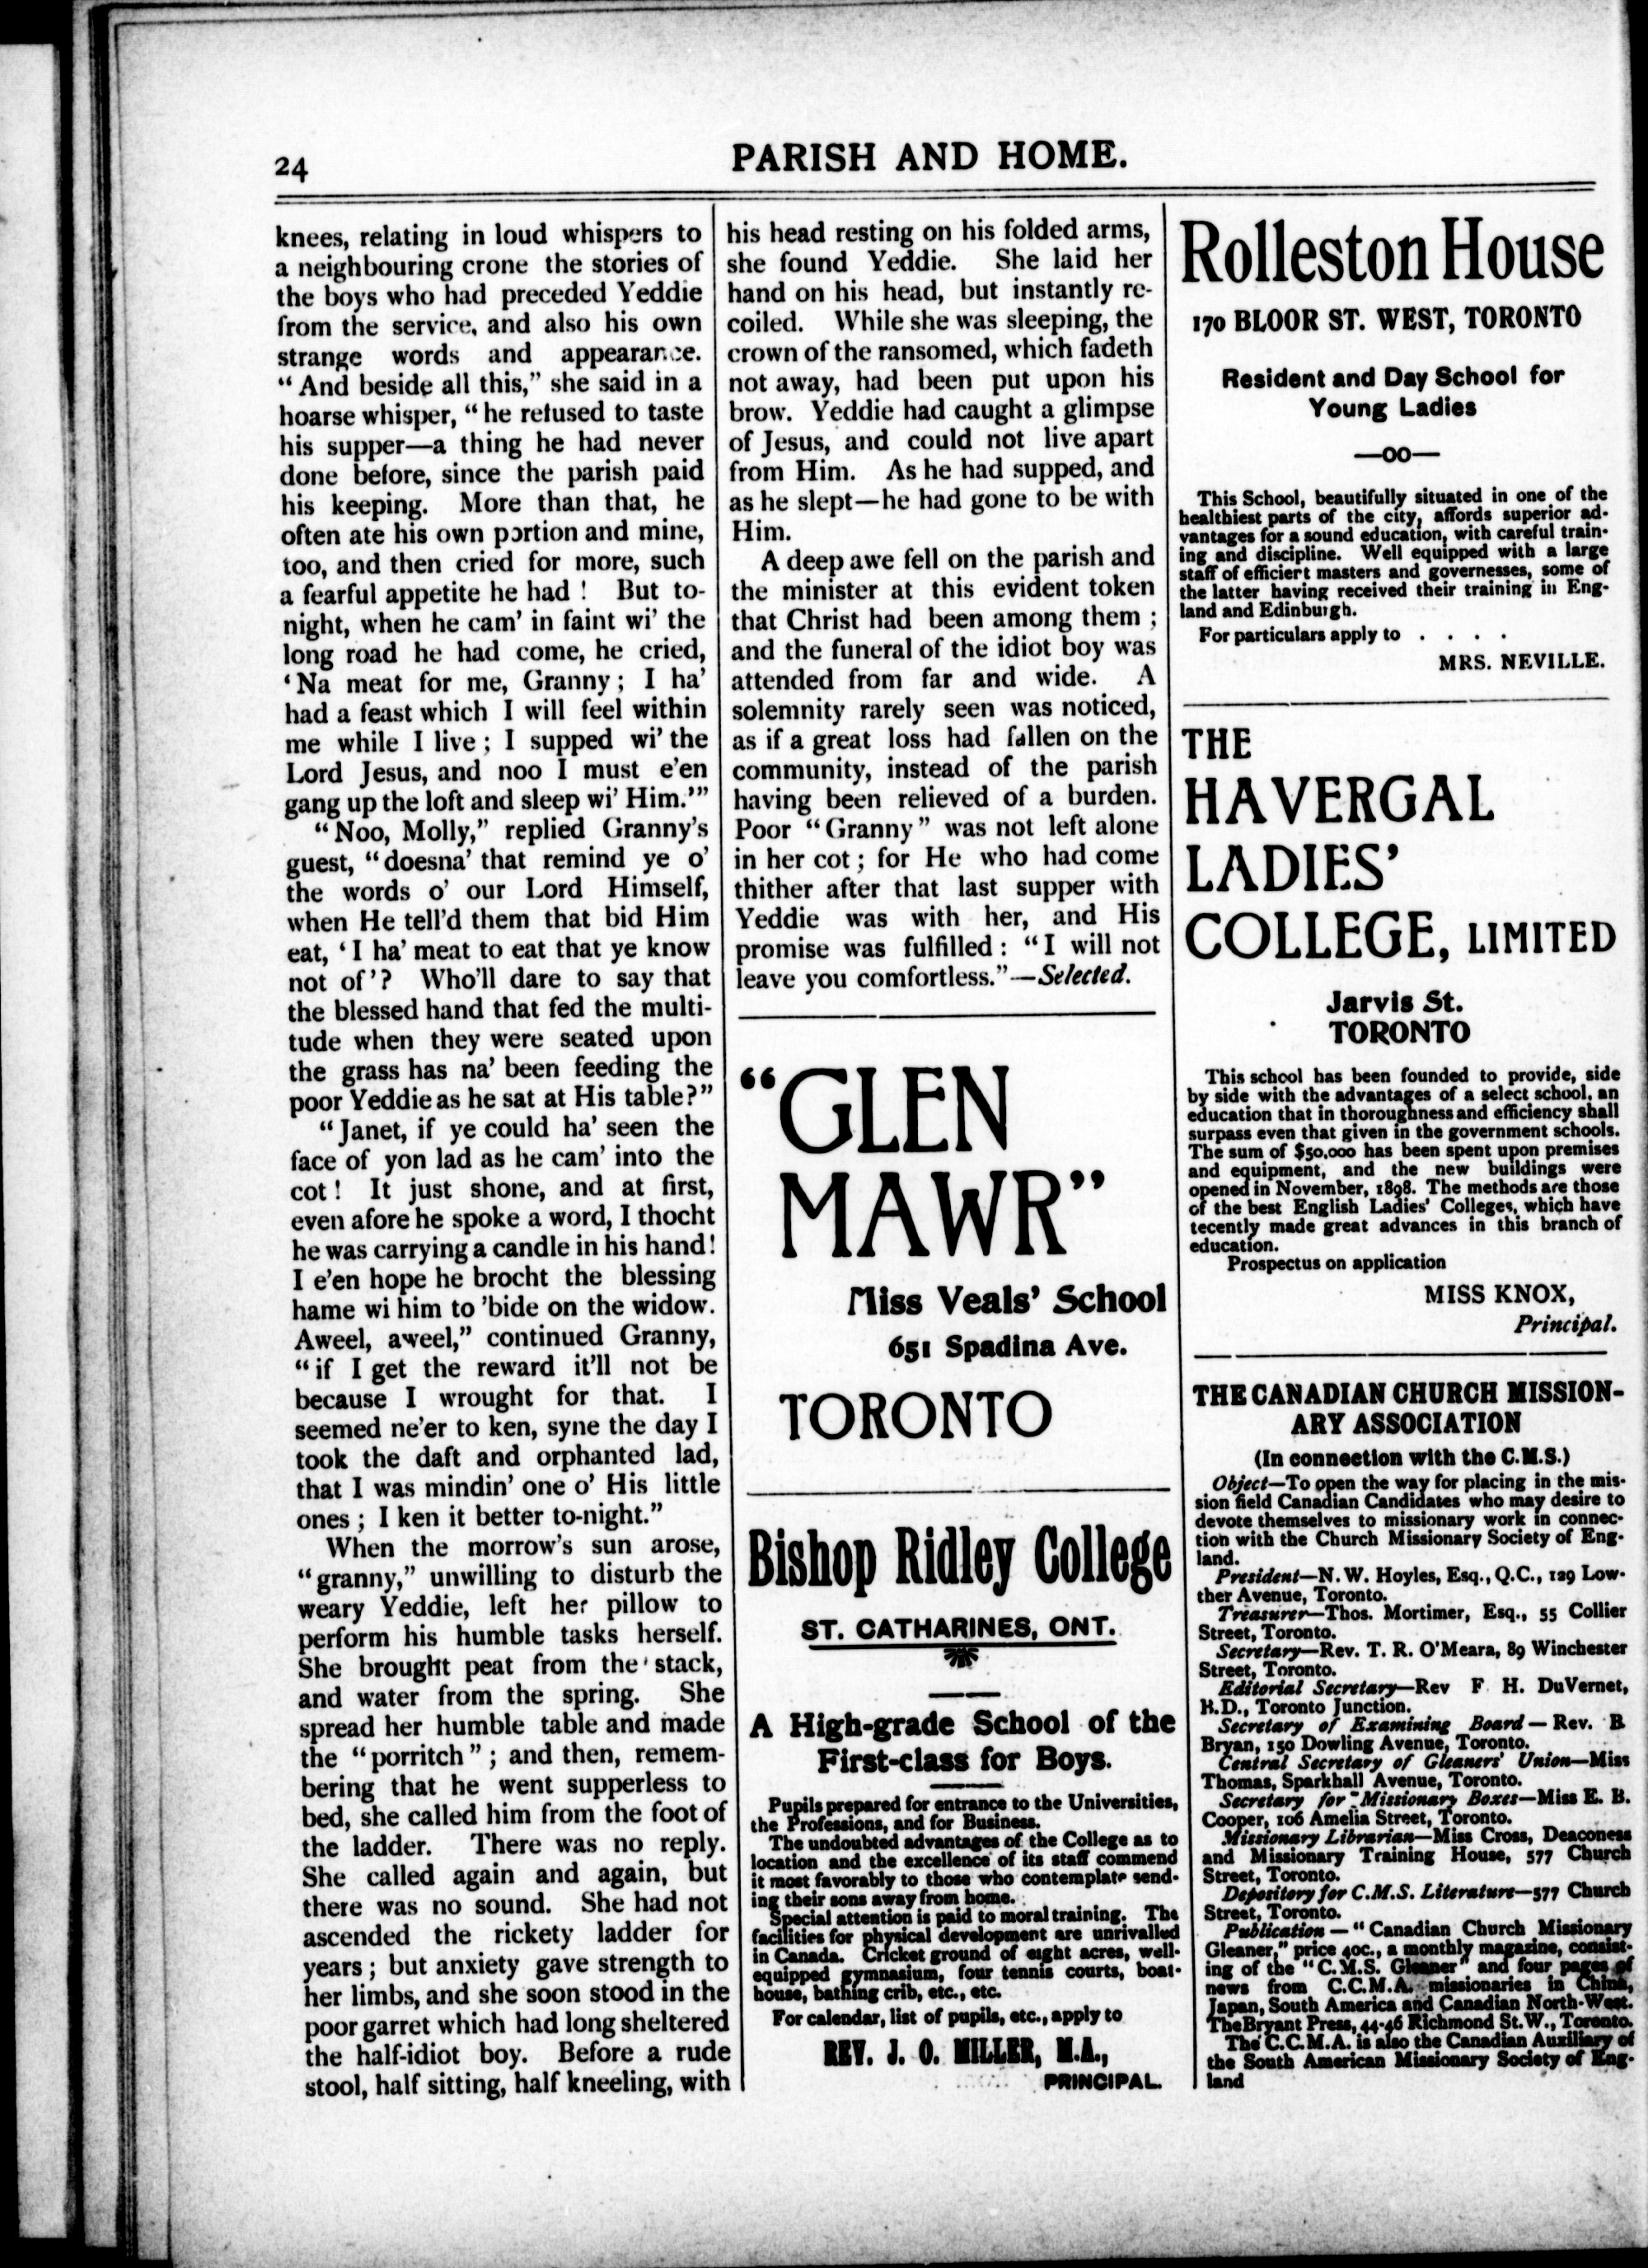 24
PARISH AND HOME.
knees, relating in loud whispers to
a neighbouring crone the stories of
the boys who had preceded Yeddie
from the service, and also his own
strange words and appearance.
“And beside all this,” she said in a
hoarse whisper, “he refused to taste
his supper—a thing he had never
done before, since the parish paid
his keeping. More than that, he
often ate his own portion and mine,
too, and then cried for more, such
a fearful appetite he had! But to-
night, when he cam’ in faint wi’ the
long road he had come, he cried,
‘Na meat for me, Granny; I ha’
had a feast which I will feel within
me while I live; I supped wi’ the
Lord Jesus, and noo I must e’en
gang up the loft and sleep wi’ Him.’”
“Noo, Molly,” replied Granny’s
guest, “doesna’ that remind ye o’
the words o’ our Lord Himself,
when He tell’d them that bid Him
eat, ‘I ha’ meat to eat that ye know
not of’? Who’ll dare to say that
the blessed hand that fed the multi-
tude when they were seated upon
the grass has na’ been feeding the
poor Yeddie as he sat at His table?”
“Janet, if ye could ha’ seen the
face of yon lad as he cam’ into the
cot! It just shone, and at first,
even afore he spoke a word, I thocht
he was carrying a candle in his hand!
I e’en hope he brocht the blessing
hame wi him to ’bide on the widow.
Aweel, aweel,” continued Granny,
“if I get the reward it’ll not be
because I wrought for that. I
seemed ne’er to ken, syne the day I
took the daft and orphanted lad,
that I was mindin’ one o’ His little
ones; I ken it better to-night.”
When the morrow’s sun arose,
“granny,” unwilling to disturb the
weary Yeddie, left her pillow to
perform his humble tasks herself.
She brought peat from the stack,
and water from the spring. She
spread her humble table and made
the “porritch”; and then, remem-
bering that he went supperless to
bed, she called him from the foot of
the ladder. There was no reply.
She called again and again, but
there was no sound. She had not
ascended the rickety ladder for
years; but anxiety gave strength to
her limbs, and she soon stood in the
poor garret which had long sheltered
the half-idiot boy. Before a rude
stool, half sitting, half kneeling, with
his head resting on his folded arms,
she found Yeddie. She laid her
hand on his head, but instantly re-
coiled. While she was sleeping, the
crown of the ransomed, which fadeth
not away, had been put upon his
brow. Yeddie had caught a glimpse
of Jesus, and could not live apart
from Him. As he had supped, and
as he slept—he had gone to be with
Him.
A deep awe fell on the parish and
the minister at this evident token
that Christ had been among them;
and the funeral of the idiot boy was
attended from far and wide. A
solemnity rarely seen was noticed,
as if a great loss had fallen on the
community, instead of the parish
having been relieved of a burden.
Poor “Granny” was not left alone
in her cot; for He who had come
thither after that last supper with
Yeddie was with her, and His
promise was fulfilled: “I will not
leave you comfortless.”—Selected.
“GLEN
MAWR”
Miss Veals’ School
651 Spadina Ave.
TORONTO
Bishop Ridley College
ST. CATHARINES, ONT.
A High-grade School of the
First-class for Boys.
Pupils prepared for entrance to the Universities,
the Professions, and for Business.
The undoubted advantages of the College as to
location and the excellence of its staff commend
it most favorably to those who contemplate send-
ing their sons away from home.
Special attention is paid to moral training. The
facilities for physical development are unrivalled
in Canada. Cricket ground of eight acres, well-
equipped gymnasium, four tennis courts, boat-
house, bathing crib, etc., etc.
For calendar, list of pupils, etc., apply to
REV. J. O. MILLER, M.A.,
PRINCIPAL.
Rolleston House
170 BLOOR ST. WEST, TORONTO
Resident and Day School for
Young Ladies
—oo—
This School, beautifully situated in one of the
healthiest parts of the city, affords superior ad-
vantages for a sound education, with careful train-
ing and discipline. Well equipped with a large
staff of efficient masters and governesses, some of
the latter having received their training in Eng-
land and Edinburgh.
For particulars apply to . . . .
MRS. NEVILLE.
THE
HAVERGAL
LADIES’
COLLEGE, LIMITED
Jarvis St.
TORONTO
This school has been founded to provide, side
by side with the advantages of a select school, an
education that in thoroughness and efficiency shall
surpass even that given in the government schools.
The sum of $50,000 has been spent upon premises
and equipment, and the new buildings were
opened in November, 1898. The methods are those
of the best English Ladies’ Colleges, which have
recently made great advances in this branch of
education.
Prospectus on application
MISS KNOX,
Principal.
THE CANADIAN CHURCH MISSION-
ARY ASSOCIATION
(In connection with the C.M.S.)
Object—To open the way for placing in the mis-
sion field Canadian Candidates who may desire to
devote themselves to missionary work in connec-
tion with the Church Missionary Society of Eng-
land.
President—N. W. Hoyles, Esq., Q.C., 129 Low-
ther Avenue, Toronto.
Treasurer—Thos. Mortimer, Esq., 55 Collier
Street, Toronto.
Secretary—Rev. T. R. O’Meara, 89 Winchester
Street, Toronto.
Editorial Secretary—Rev F. H. DuVernet,
B.D., Toronto Junction.
Secretary of Examining Board—Rev. B
Bryan, 150 Dowling Avenue, Toronto.
Central Secretary of Gleaners’ Union—Miss
Thomas, Sparkhall Avenue, Toronto.
Secretary for Missionary Boxes—Miss E. B.
Cooper, 106 Amelia Street, Toronto.
Missionary Librarian—Miss Cross, Deaconess
and Missionary Training House, 577 Church
Street, Toronto.
Depository for C.M.S. Literature—577 Church
Street, Toronto.
Publication—“Canadian Church Missionary
Gleaner,” price 40c., a monthly magazine, consist-
ing of the “C.M.S. Gleaner” and four pages of
news from C.C.M.A. missionaries in China,
Japan, South America and Canadian North-West.
The Bryant Press, 44-46 Richmond St. W., Toronto.
The C.C.M.A. is also the Canadian Auxiliary of
the South American Missionary Society of Eng-
land